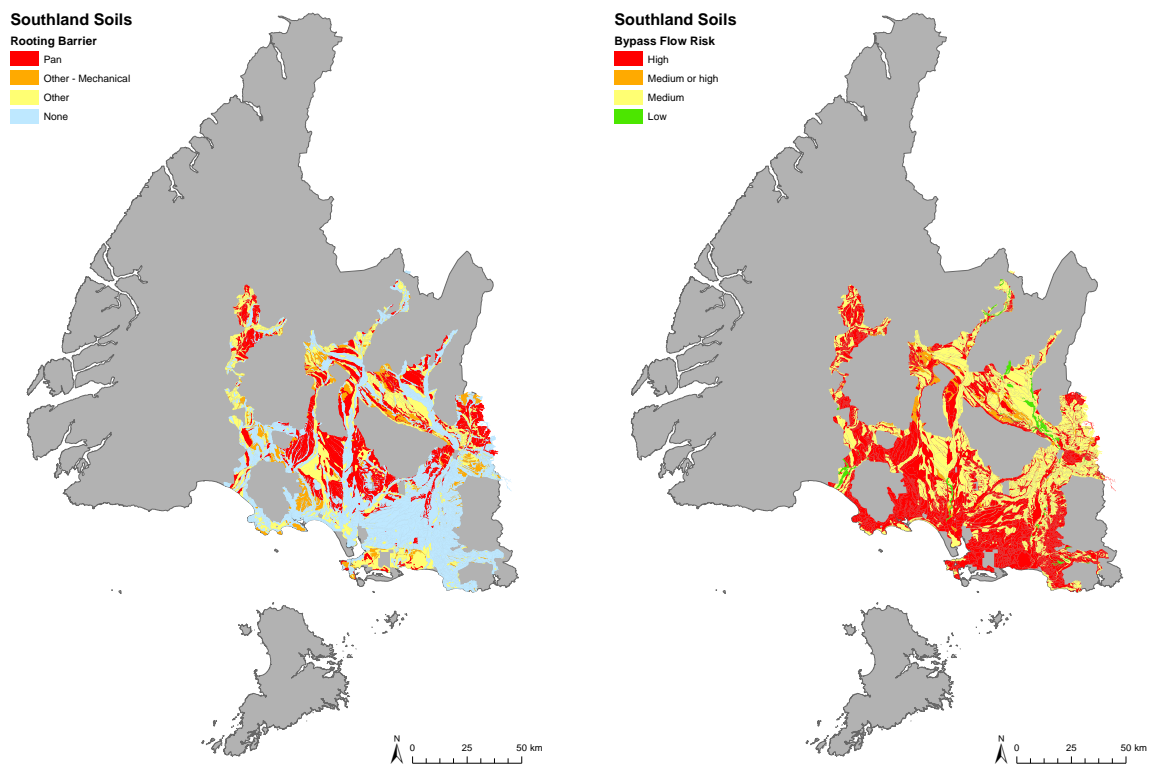 Southland Soils
Rooting Barrier
Pan
Other - Mechanical
Other
None
N
0 25 50 km
Southland Soils
Bypass Flow Risk
High
Medium or high
Medium
Low
N
0 25 50 km